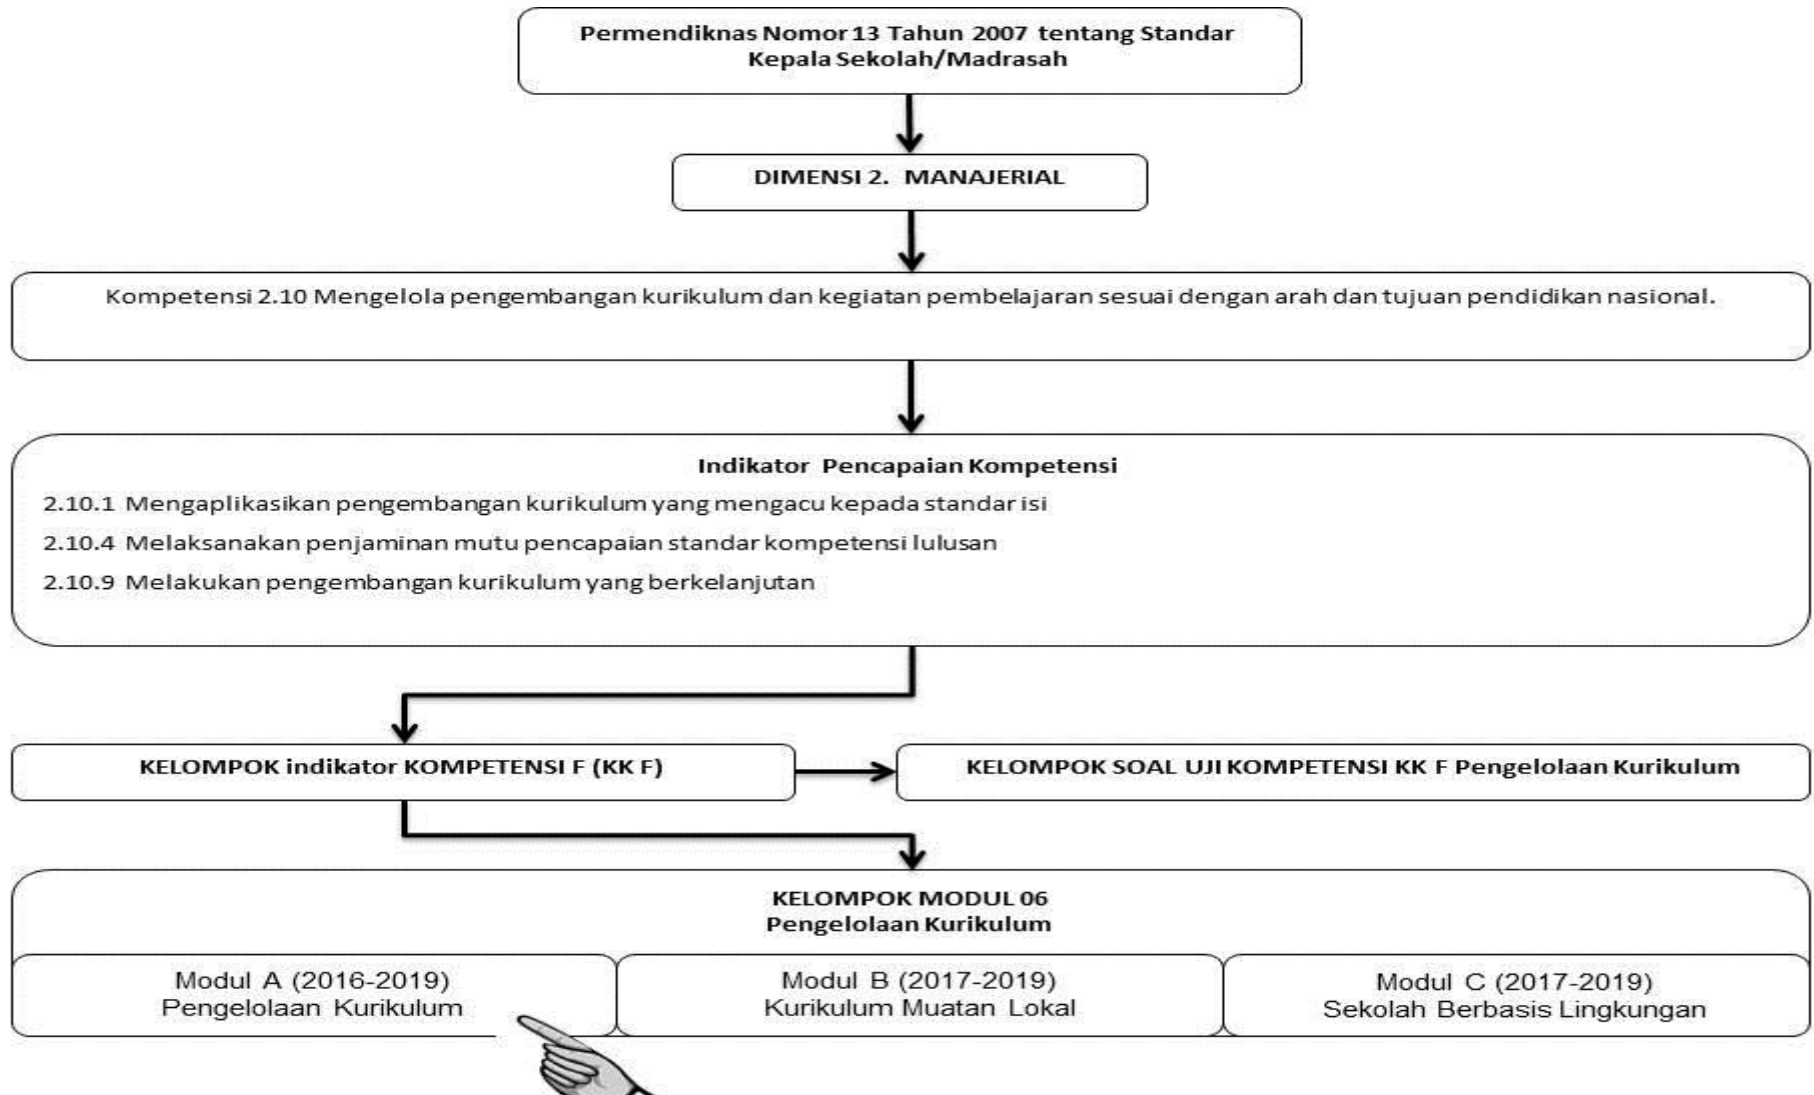 Permendiknas Nomor 13 Tahun 2007 tentang Standar
Kepala Sekolah/Madrasah
DIMENSI 2. MANAJERIAL
Kompetensi 2.10 Mengelola pengembangan kurikulum dan kegiatan pembelajaran sesuai dengan arah dan tujuan pendidikan nasional.
Indikator Pencapaian Kompetensi
2.10.1 Mengaplikasikan pengembangan kurikulum yang mengacu kepada standar isi
2.10.4 Melaksanakan penjaminan mutu pencapaian standar kompetensi lulusan
2.10.9 Melakukan pengembangan kurikulum yang berkelanjutan
KELOMPOK indikator KOMPETENSI F (KK F)
KELOMPOK SOAL UJI KOMPETENSI KK F Pengelolaan Kurikulum
KELOMPOK MODUL 06
Pengelolaan Kurikulum
Modul A (2016-2019)
Pengelolaan Kurikulum
Modul B (2017-2019)
Kurikulum Muatan Lokal
Modul C (2017-2019)
Sekolah Berbasis Lingkungan